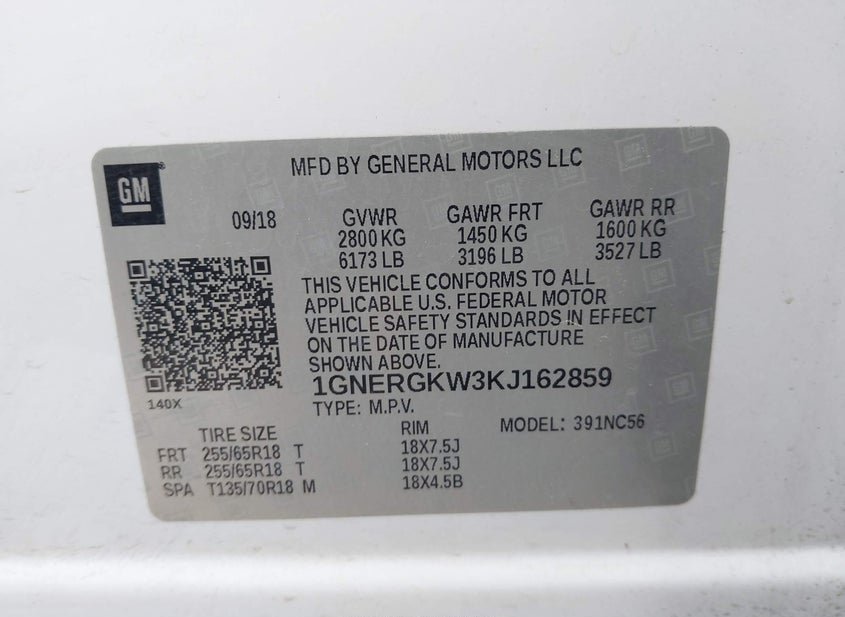 GM
MFD BY GENERAL MOTORS LLC
09/18 GVWR GAWR FRT GAWR RR
2800 KG 1450 KG 1600 KG
6173 LB 3196 LB 3527 LB
THIS VEHICLE CONFORMS TO ALL
APPLICABLE U.S. FEDERAL MOTOR
VEHICLE SAFETY STANDARDS IN EFFECT
ON THE DATE OF MANUFACTURE
SHOWN ABOVE.
1GNERGKW3KJ162859
140X
TYPE: M.P.V.
MODEL: 391NC56
TIRE SIZE RIM
FRT 255/65R18 T 18X7.5J
RR 255/65R18 T 18X7.5J
SPA T135/70R18 M 18X4.5B